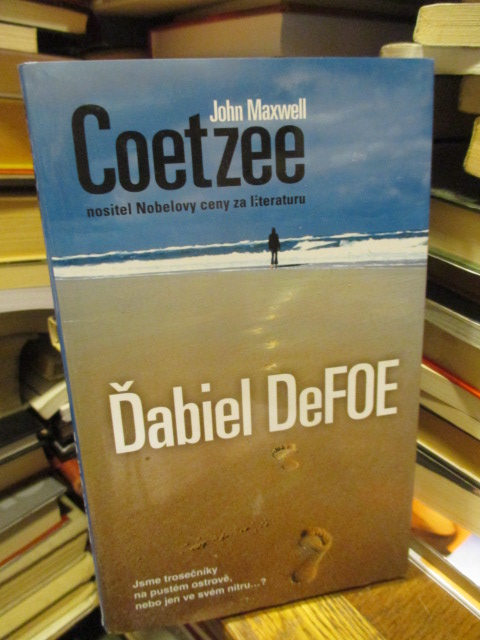 John Maxwell
Coetzee
nositel Nobelovy ceny za literaturu
Ďabiel DeFOE
Jsme trosečníky
na pustém ostrově,
nebo jen ve svém nitru...?